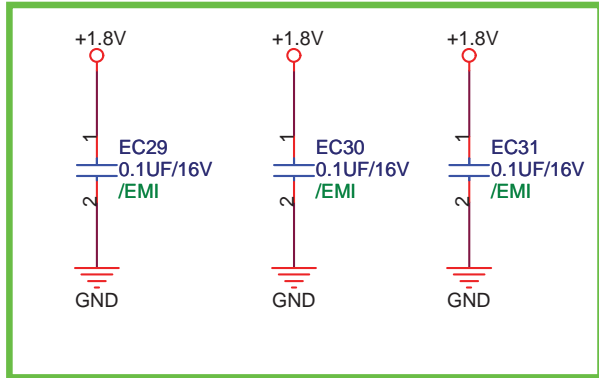 +1.8V
1
EC29
0.1UF/16V
/EMI
2
GND
+1.8V
1
EC30
0.1UF/16V
/EMI
2
GND
+1.8V
1
EC31
0.1UF/16V
/EMI
2
GND